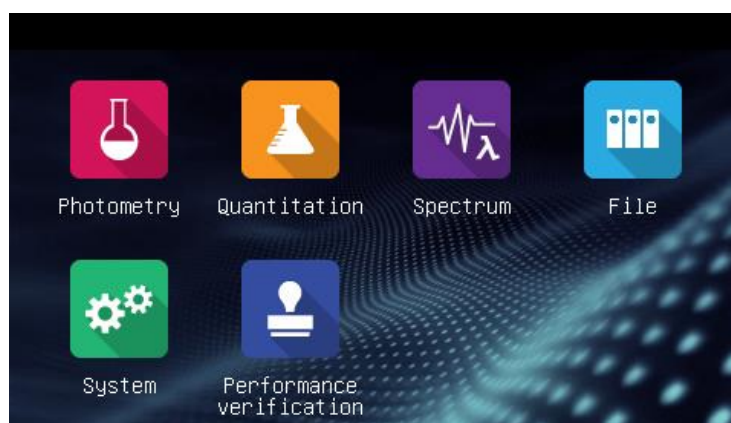 Photometry
Quantitation
Spectrum
File
System
Performance
verification